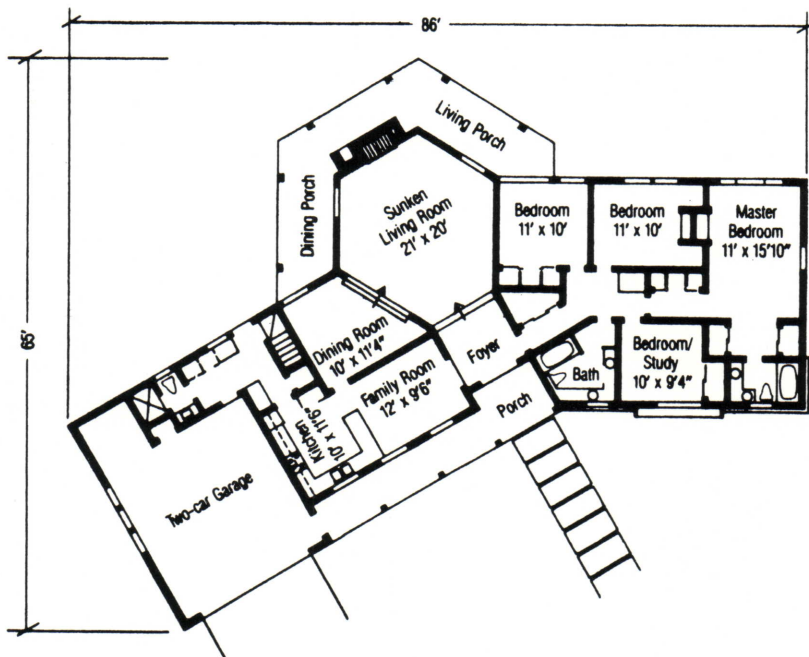 86'
65'
Living Porch
Dining Porch
Sunken
Living Room
21' x 20'
Bedroom
11' x 10'
Bedroom
11' x 10'
Master
Bedroom
11' x 15'10"
Dining Room
10' x 11'4"
Foyer
Bath
Bedroom/
Study
10' x 9'4"
Family Room
12' x 9'6"
Kitchen
10' x 11'6"
Porch
Two-car Garage